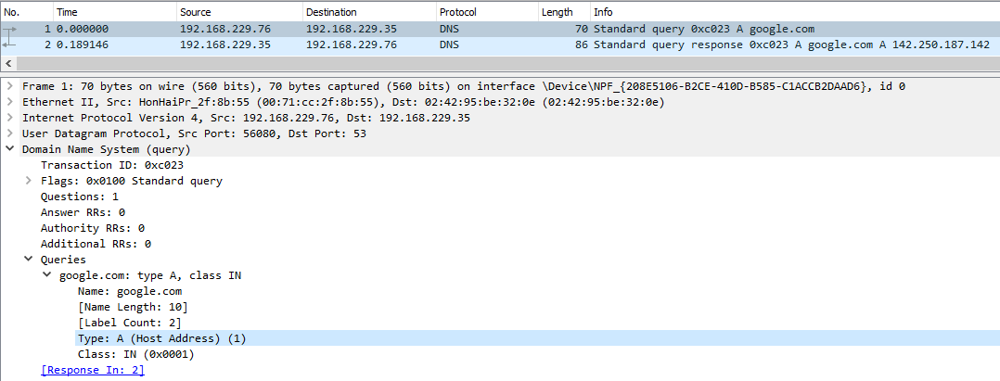 No. Time Source Destination Protocol Length Info
1 0.000000 192.168.229.76 192.168.229.35 DNS 70 Standard query 0xc023 A google.com
2 0.189146 192.168.229.35 192.168.229.76 DNS 86 Standard query response 0xc023 A google.com A 142.250.187.142
Frame 1: 70 bytes on wire (560 bits), 70 bytes captured (560 bits) on interface \Device\NPF_{208E5106-B2CE-410D-B585-C1ACCB2DAAD6}, id 0
Ethernet II, Src: HonHaiPr_2f:8b:55 (00:71:cc:2f:8b:55), Dst: 02:42:95:be:32:0e (02:42:95:be:32:0e)
Internet Protocol Version 4, Src: 192.168.229.76, Dst: 192.168.229.35
User Datagram Protocol, Src Port: 56080, Dst Port: 53
Domain Name System (query)
Transaction ID: 0xc023
Flags: 0x0100 Standard query
Questions: 1
Answer RRs: 0
Authority RRs: 0
Additional RRs: 0
Queries
google.com: type A, class IN
Name: google.com
[Name Length: 10]
[Label Count: 2]
Type: A (Host Address) (1)
Class: IN (0x0001)
[Response In: 2]